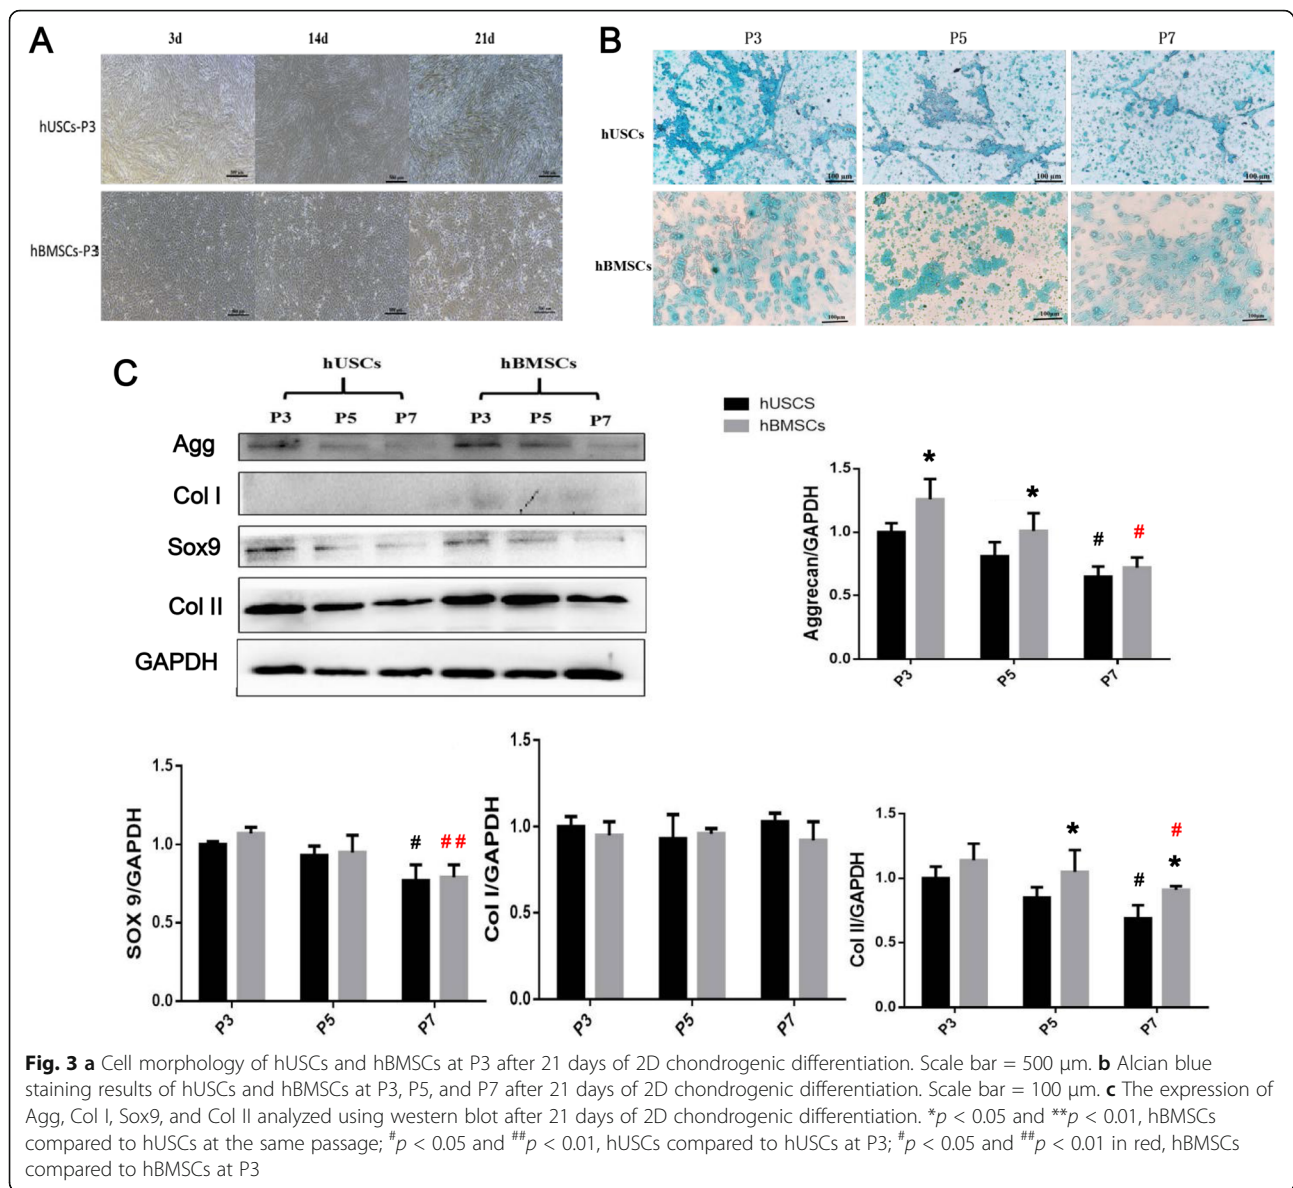 A
3d 14d 21d
hUSCs-P3
hBMSCs-P3
B
P3 P5 P7
hUSCs
100 μm 100 μm 100 μm
hBMSCs
100μm 100μm 100μm
C
hUSCs hBMSCs
P3 P5 P7 P3 P5 P7
Agg
Col I
Sox9
Col II
GAPDH
hUSCS
hBMSCs
Aggrecan/GAPDH
1.5
1.0
0.5
0.0
* * # #
P3 P5 P7
SOX 9/GAPDH
1.5
1.0
0.5
0.0
# ##
P3 P5 P7
Col I/GAPDH
1.5
1.0
0.5
0.0
P3 P5 P7
Col II/GAPDH
1.5
1.0
0.5
0.0
* # # *
P3 P5 P7
Fig. 3 a Cell morphology of hUSCs and hBMSCs at P3 after 21 days of 2D chondrogenic differentiation. Scale bar = 500 μm. b Alcian blue
staining results of hUSCs and hBMSCs at P3, P5, and P7 after 21 days of 2D chondrogenic differentiation. Scale bar = 100 μm. c The expression of
Agg, Col I, Sox9, and Col II analyzed using western blot after 21 days of 2D chondrogenic differentiation. *p < 0.05 and **p < 0.01, hBMSCs
compared to hUSCs at the same passage; #p < 0.05 and ##p < 0.01, hUSCs compared to hUSCs at P3; #p < 0.05 and ##p < 0.01 in red, hBMSCs
compared to hBMSCs at P3